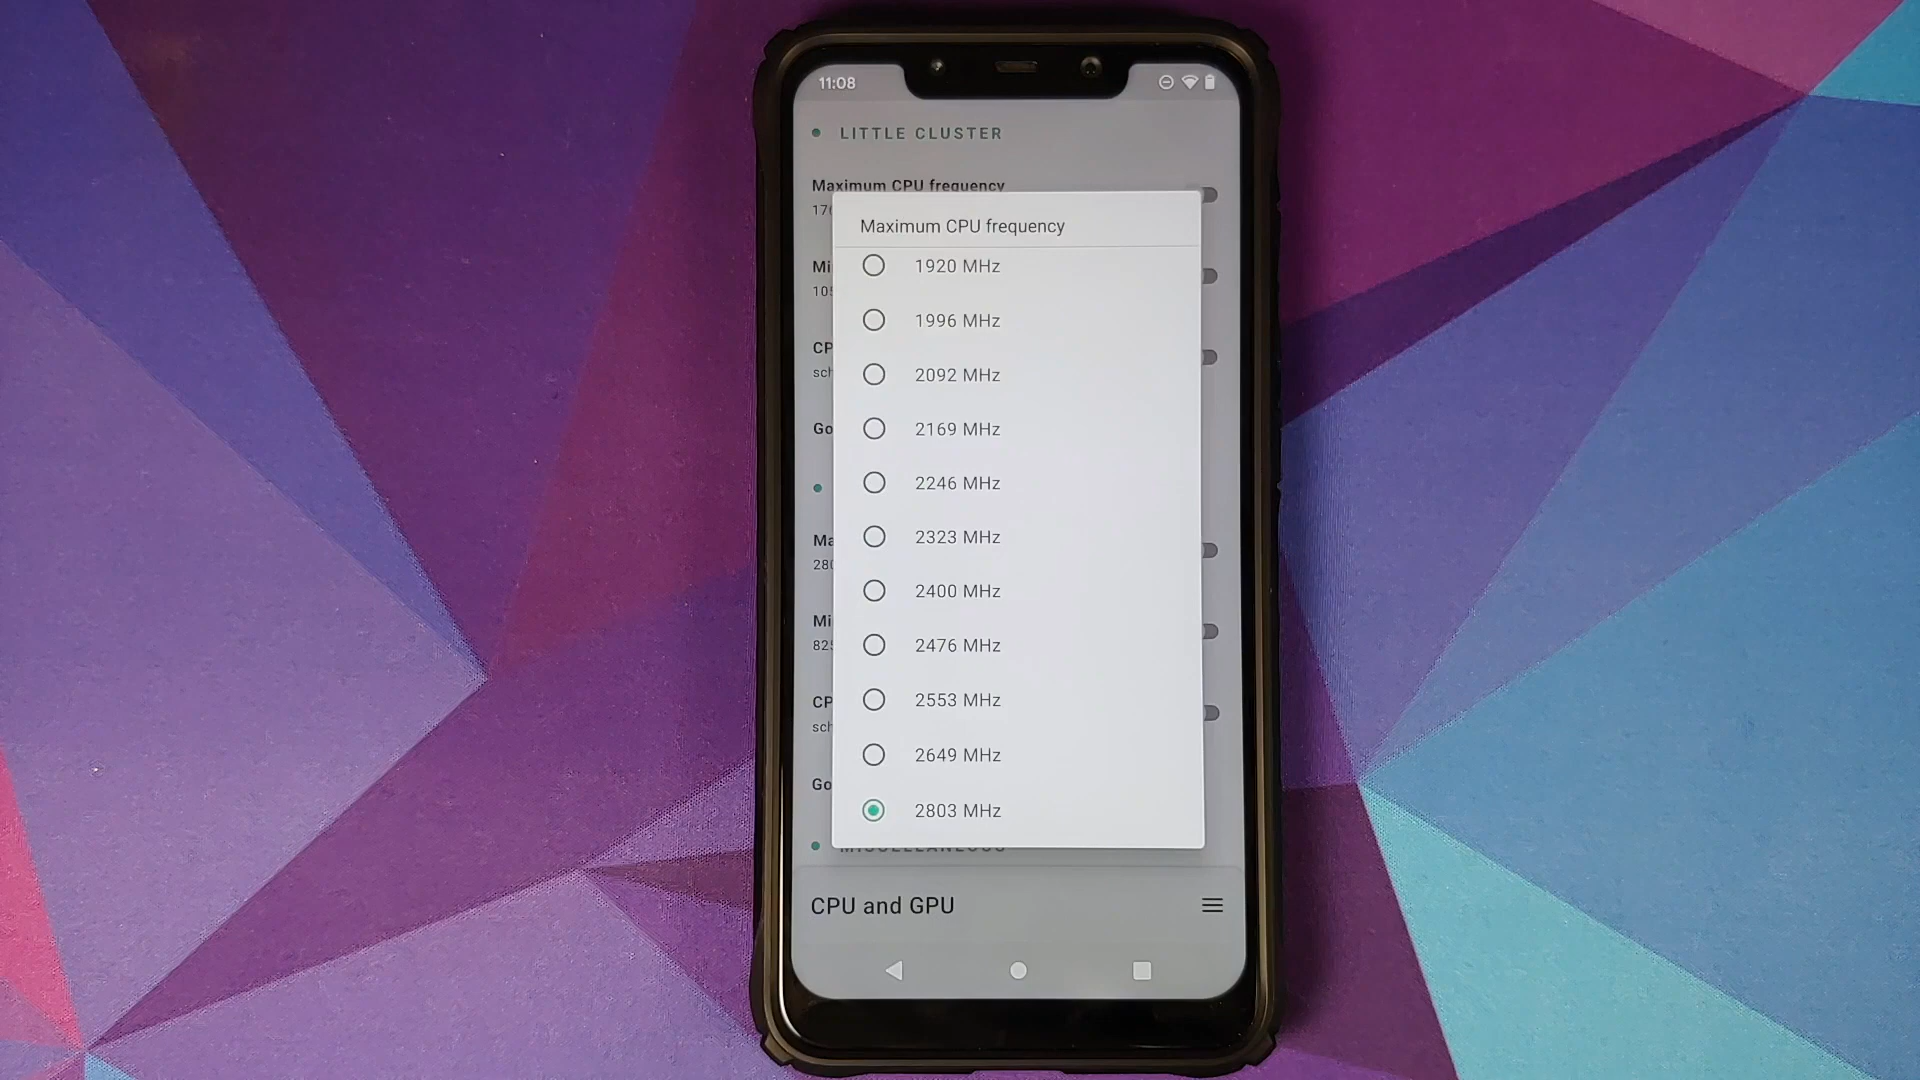 11:08
LITTLE CLUSTER
Maximum CPU frequency
Maximum CPU frequency
1920 MHz
1996 MHz
2092 MHz
2169 MHz
2246 MHz
2323 MHz
2400 MHz
2476 MHz
2553 MHz
2649 MHz
2803 MHz
CPU and GPU